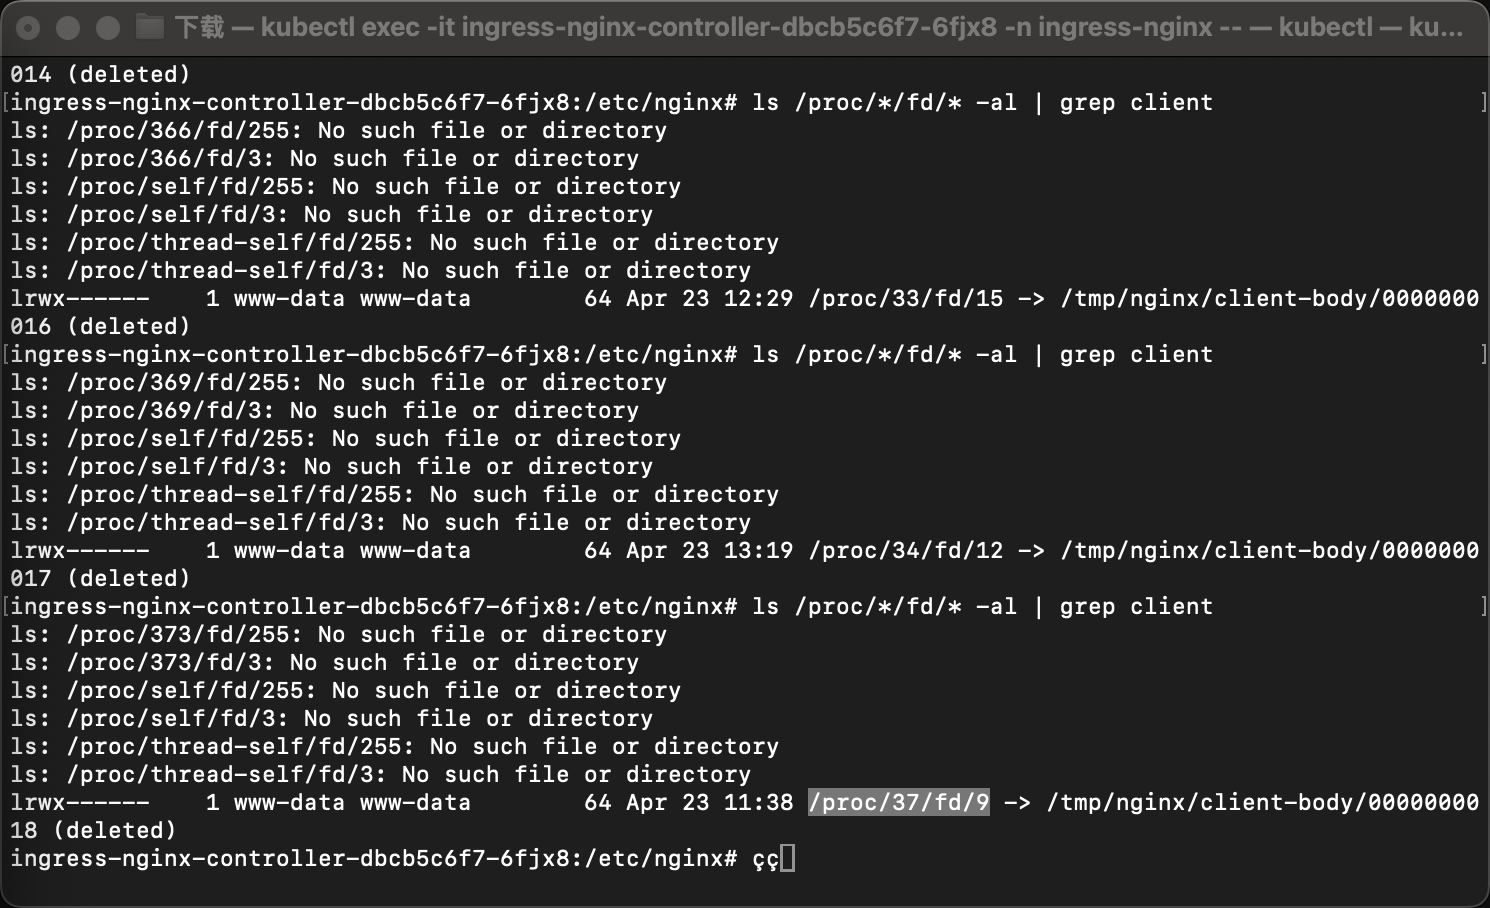 下载 — kubectl exec -it ingress-nginx-controller-dbcb5c6f7-6fjx8 -n ingress-nginx -- — kubectl — ku...
014 (deleted)
[ingress-nginx-controller-dbcb5c6f7-6fjx8:/etc/nginx# ls /proc/*/fd/* -al | grep client ]
ls: /proc/366/fd/255: No such file or directory
ls: /proc/366/fd/3: No such file or directory
ls: /proc/self/fd/255: No such file or directory
ls: /proc/self/fd/3: No such file or directory
ls: /proc/thread-self/fd/255: No such file or directory
ls: /proc/thread-self/fd/3: No such file or directory
lrwx------    1 www-data www-data        64 Apr 23 12:29 /proc/33/fd/15 -> /tmp/nginx/client-body/0000000
016 (deleted)
[ingress-nginx-controller-dbcb5c6f7-6fjx8:/etc/nginx# ls /proc/*/fd/* -al | grep client ]
ls: /proc/369/fd/255: No such file or directory
ls: /proc/369/fd/3: No such file or directory
ls: /proc/self/fd/255: No such file or directory
ls: /proc/self/fd/3: No such file or directory
ls: /proc/thread-self/fd/255: No such file or directory
ls: /proc/thread-self/fd/3: No such file or directory
lrwx------    1 www-data www-data        64 Apr 23 13:19 /proc/34/fd/12 -> /tmp/nginx/client-body/0000000
017 (deleted)
[ingress-nginx-controller-dbcb5c6f7-6fjx8:/etc/nginx# ls /proc/*/fd/* -al | grep client ]
ls: /proc/373/fd/255: No such file or directory
ls: /proc/373/fd/3: No such file or directory
ls: /proc/self/fd/255: No such file or directory
ls: /proc/self/fd/3: No such file or directory
ls: /proc/thread-self/fd/255: No such file or directory
ls: /proc/thread-self/fd/3: No such file or directory
lrwx------    1 www-data www-data        64 Apr 23 11:38 /proc/37/fd/9 -> /tmp/nginx/client-body/00000000
18 (deleted)
ingress-nginx-controller-dbcb5c6f7-6fjx8:/etc/nginx# çç